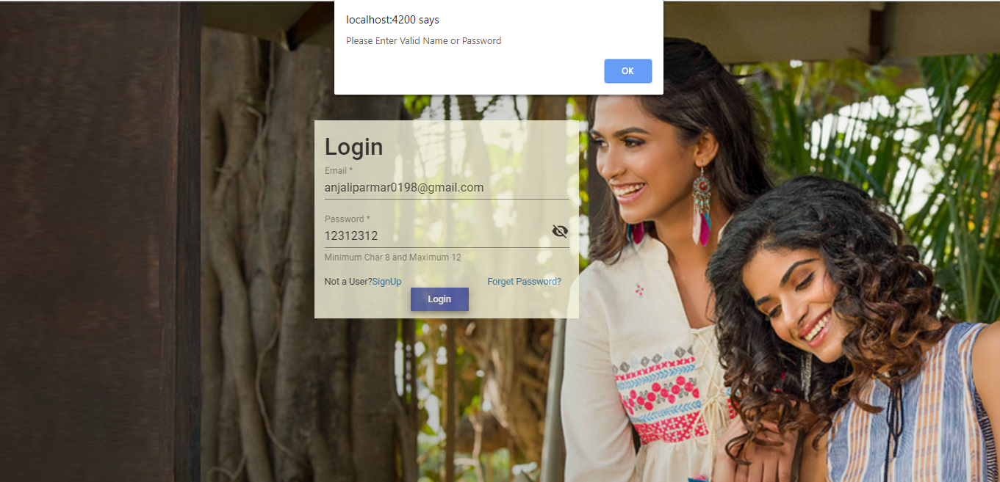 localhost:4200 says
Please Enter Valid Name or Password
OK
Login
Email *
anjaliparmar0198@gmail.com
Password *
12312312
Minimum Char 8 and Maximum 12
Not a User?SignUp
Forget Password?
Login